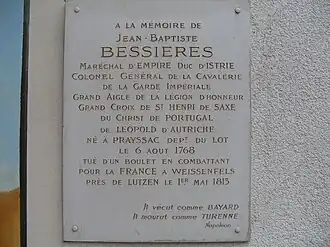 A LA MÉMOIRE DE
JEAN-BAPTISTE
BESSIERES
MARÉCHAL D'EMPIRE DUC D'ISTRIE
COLONEL GÉNÉRAL DE LA CAVALERIE
DE LA GARDE IMPÉRIALE
GRAND AIGLE DE LA LÉGION D'HONNEUR
GRAND CROIX DE ST HENRI DE SAXE
DU CHRIST DE PORTUGAL
DE LÉOPOLD D'AUTRICHE
NÉ A PRAYSSAC DEPT DU LOT
LE 6 AOUT 1768
TUÉ D'UN BOULET EN COMBATTANT
POUR LA FRANCE A WEISSENFELS
PRÈS DE LUTZEN LE 1ER MAI 1813
Il vécut comme BAYARD
Il mourut comme TURENNE
Napoléon